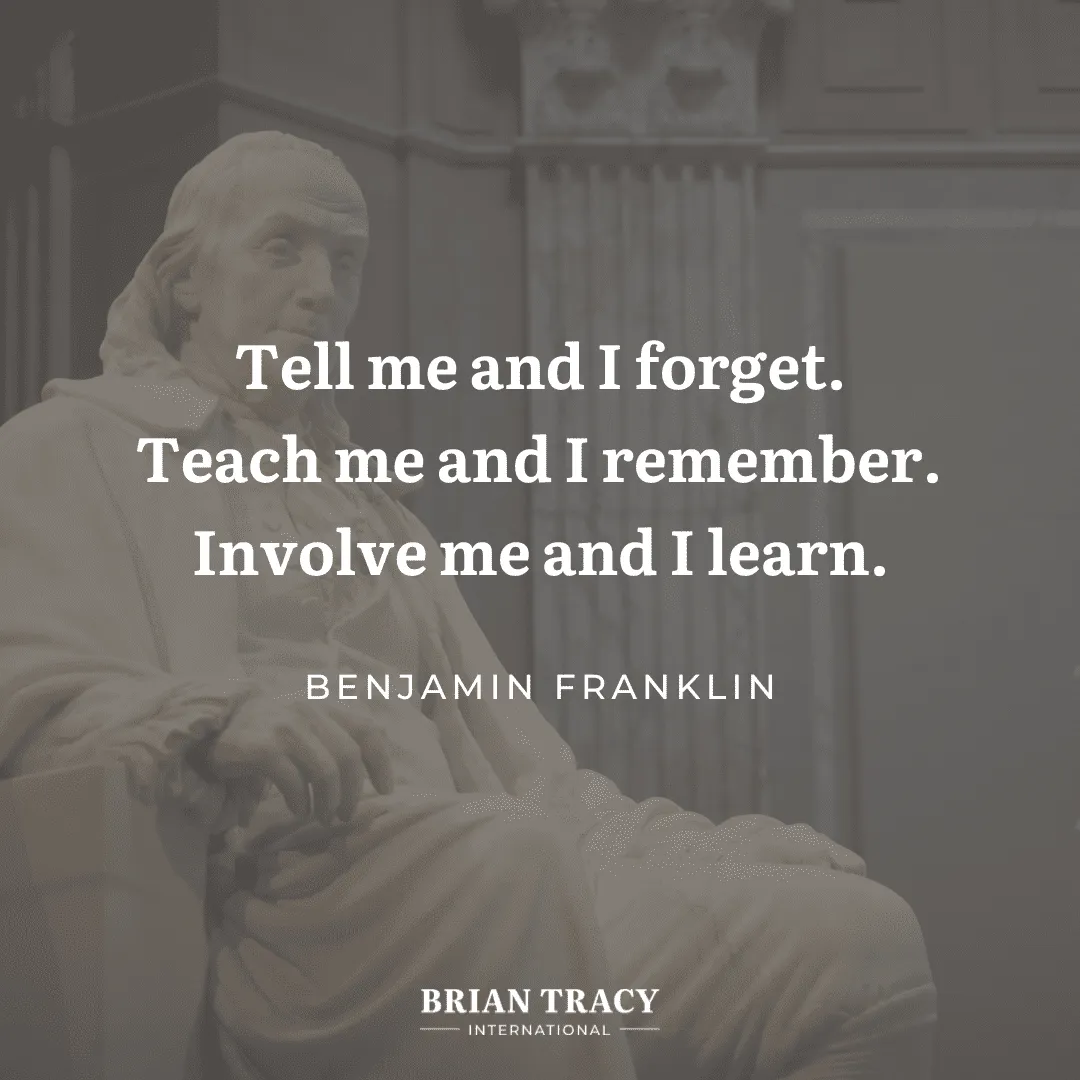 Tell me and I forget.
Teach me and I remember.
Involve me and I learn.
BENJAMIN FRANKLIN
BRIAN TRACY
INTERNATIONAL